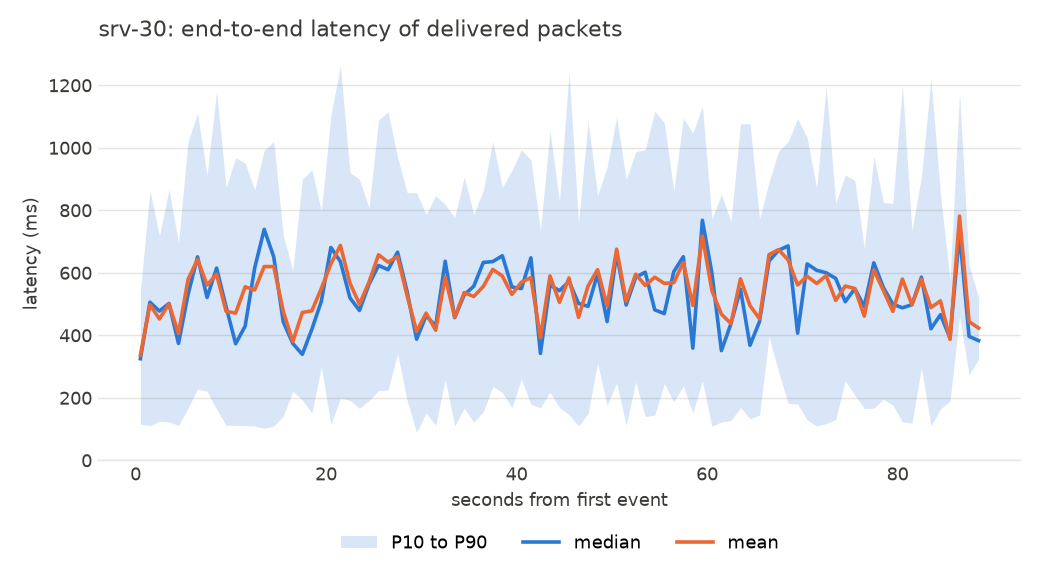 srv-30: end-to-end latency of delivered packets
latency (ms)
1200
1000
800
600
400
200
0
0 20 40 60 80
seconds from first event
P10 to P90 median mean